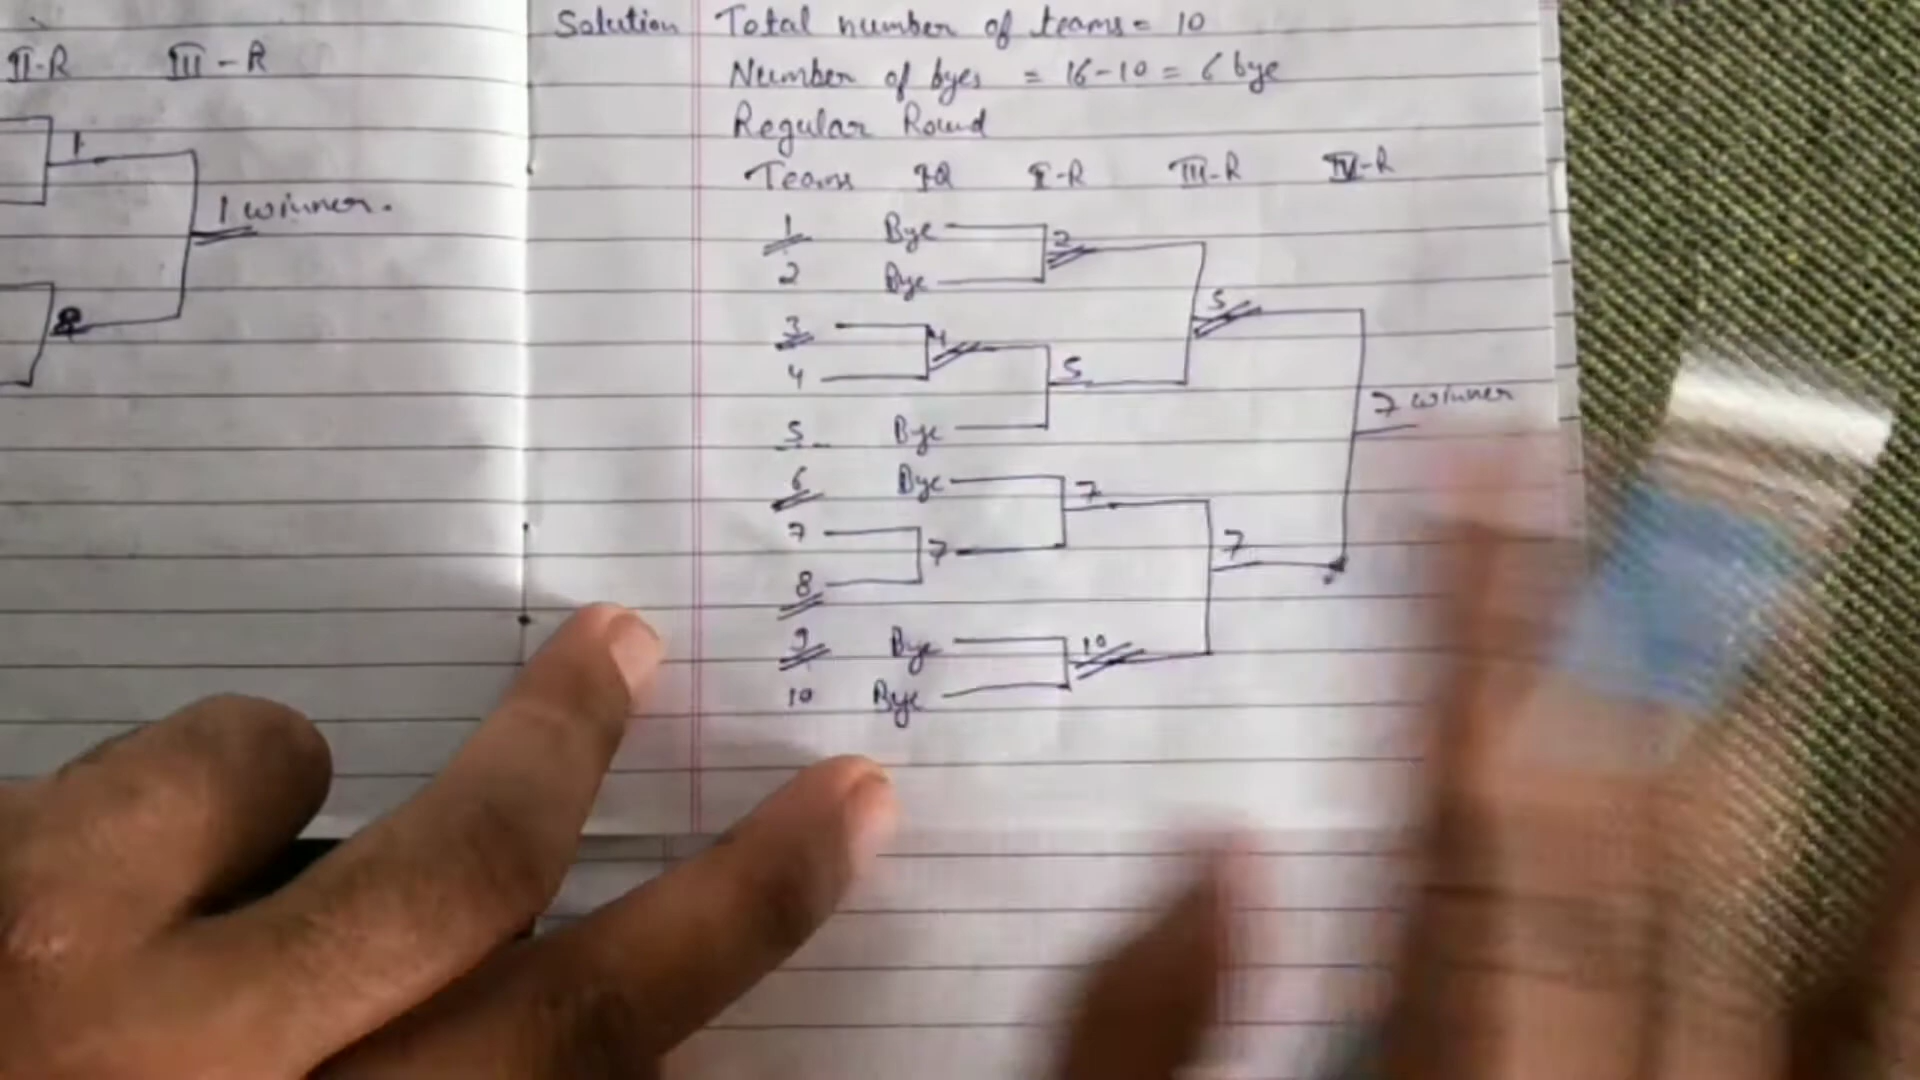 II-R III-R
1
1 winner.
8
Solution Total number of teams = 10
Number of byes = 16-10 = 6 bye
Regular Round
Teams IR II-R III-R IV-R
1 Bye 2
2 Bye
5
3 4
4 5
7 winner
5 Bye
6 Bye 7
7 7 7
8
9 Bye 10
10 Bye